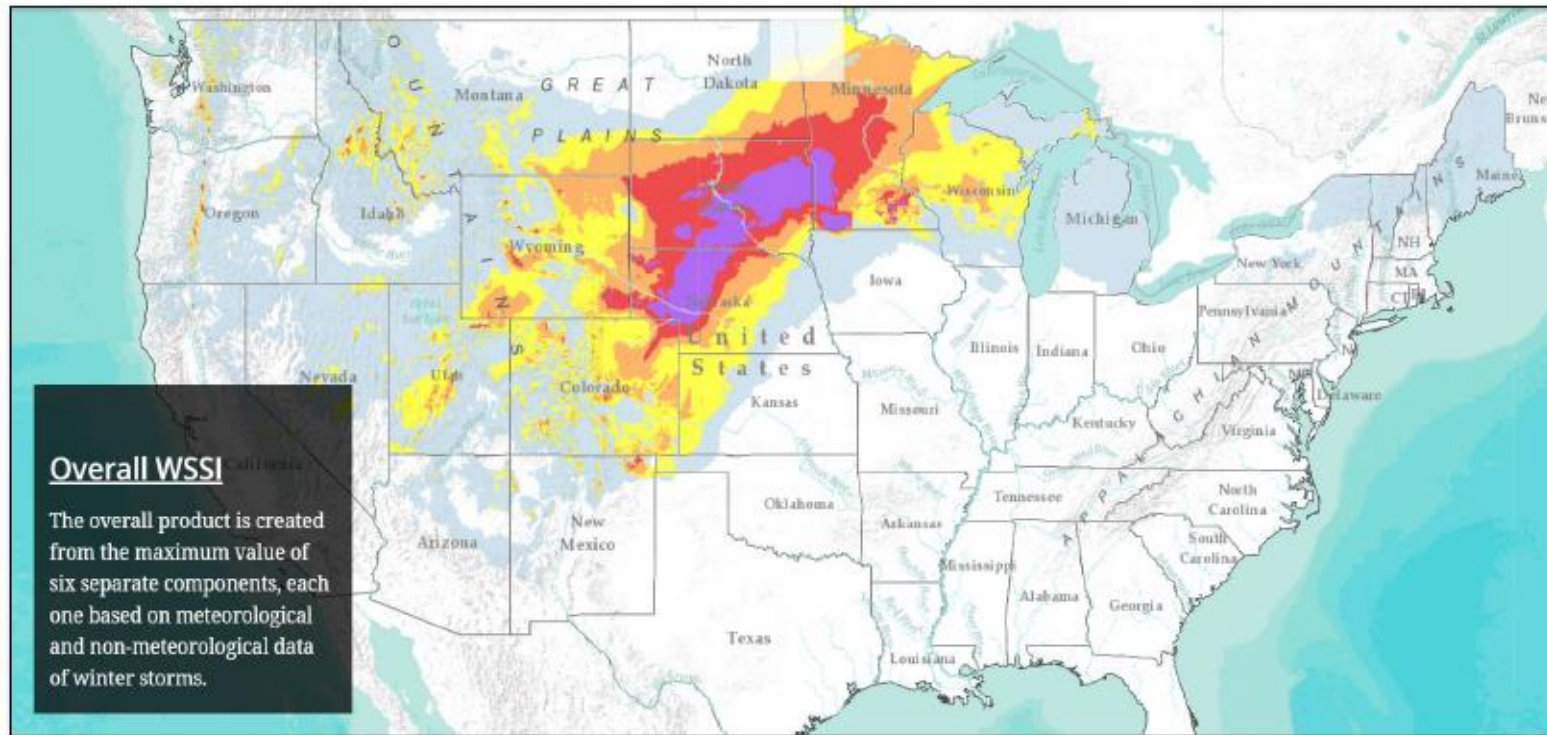 Washington
Montana
North
Dakota
Minnesota
GREAT
PLAINS
Oregon
Idaho
Wyoming
Wisconsin
Michigan
Maine
NH
MA
New York
Iowa
Nebraska
Pennsylvania
United
States
Illinois
Indiana
Ohio
NJ
Delaware
Nevada
Utah
Colorado
Kansas
Missouri
Kentucky
Virginia
California
Arizona
New
Mexico
Oklahoma
Arkansas
Tennessee
North
Carolina
South
Carolina
Mississippi
Alabama
Georgia
Texas
Louisiana
APPALACHIAN MOUNTAINS
Overall WSSI
The overall product is created
from the maximum value of
six separate components, each
one based on meteorological
and non-meteorological data
of winter storms.